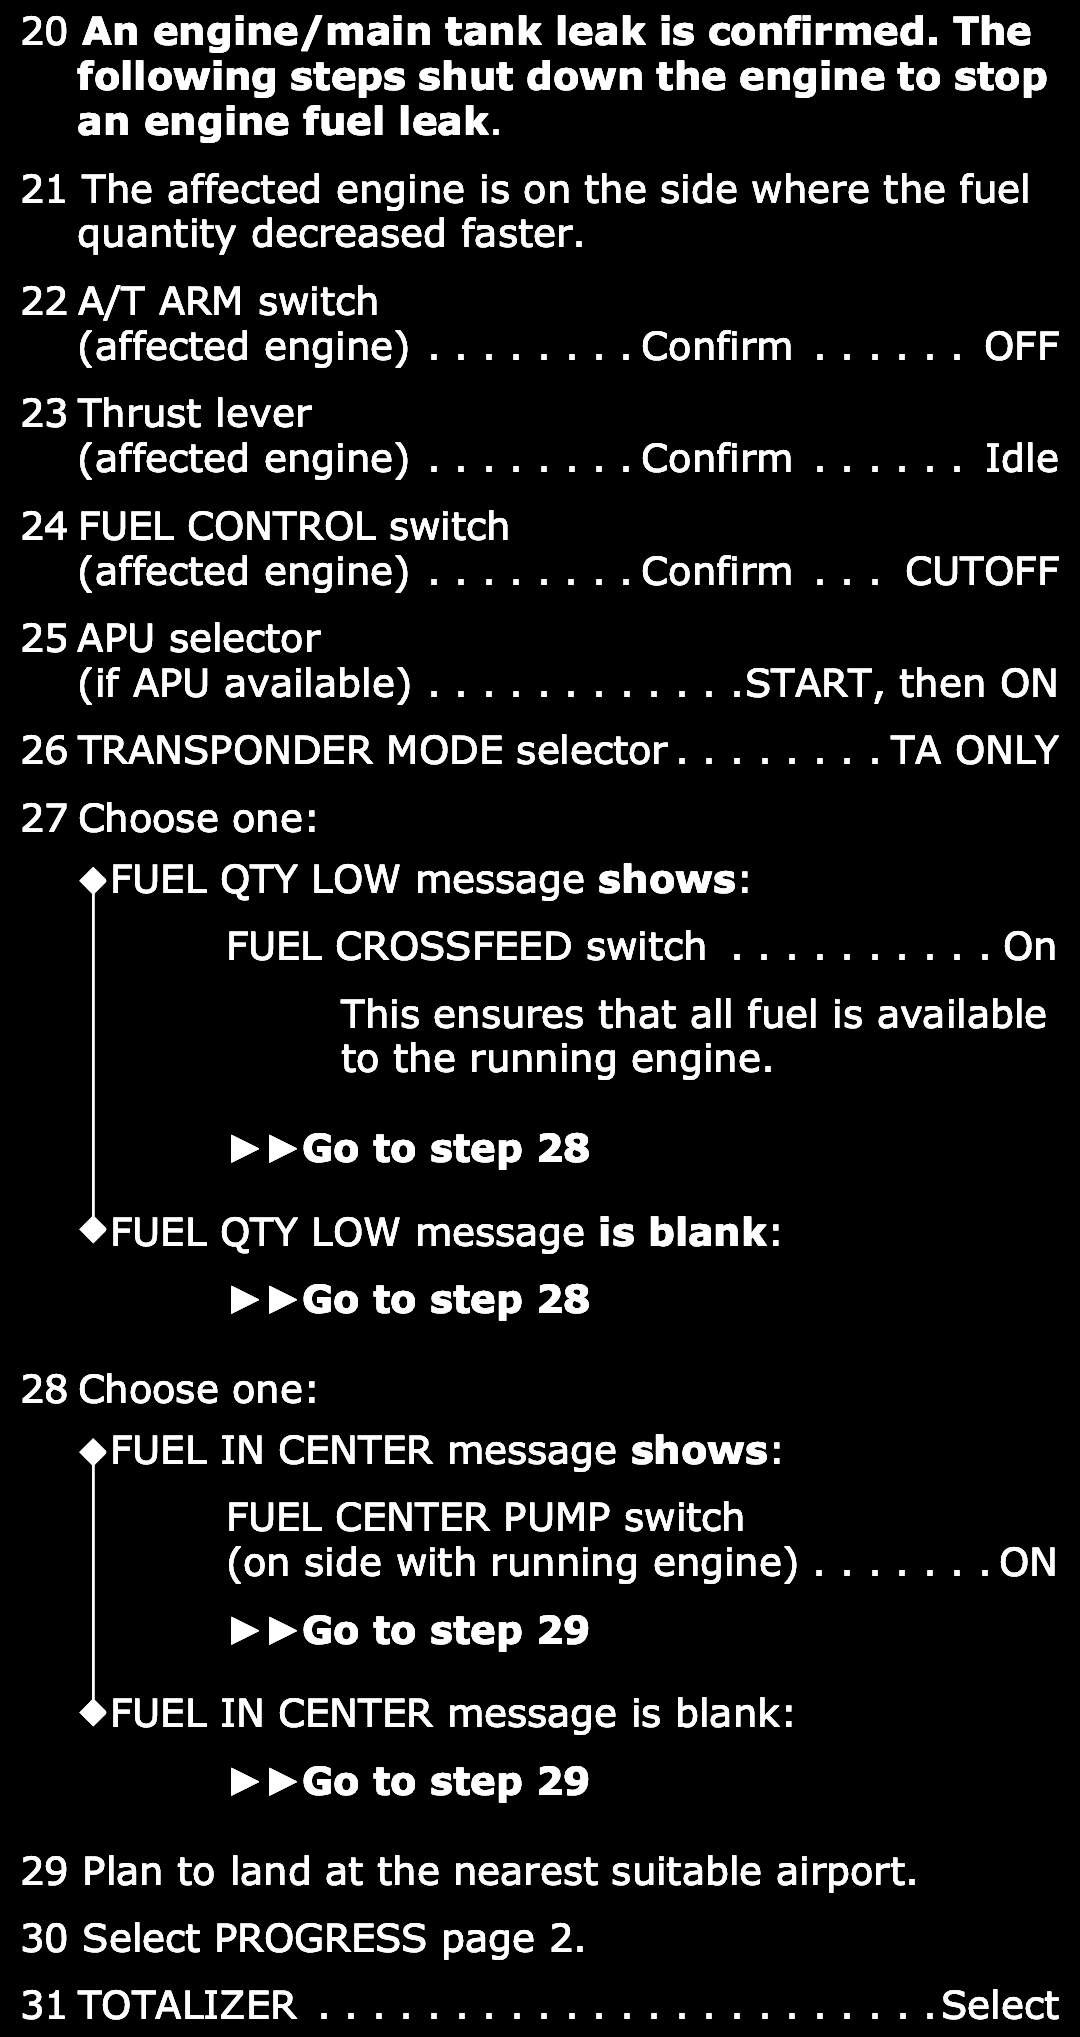 20 An engine/main tank leak is confirmed. The
following steps shut down the engine to stop
an engine fuel leak.
21 The affected engine is on the side where the fuel
quantity decreased faster.
22 A/T ARM switch
(affected engine) . . . . . . . . Confirm . . . . . . OFF
23 Thrust lever
(affected engine) . . . . . . . . Confirm . . . . . . Idle
24 FUEL CONTROL switch
(affected engine) . . . . . . . . Confirm . . . CUTOFF
25 APU selector
(if APU available) . . . . . . . . . . . .START, then ON
26 TRANSPONDER MODE selector. . . . . . . . TA ONLY
27 Choose one:
◆FUEL QTY LOW message shows:
FUEL CROSSFEED switch . . . . . . . . . . On
This ensures that all fuel is available
to the running engine.
▶▶Go to step 28
◆FUEL QTY LOW message is blank:
▶▶Go to step 28
28 Choose one:
◆FUEL IN CENTER message shows:
FUEL CENTER PUMP switch
(on side with running engine) . . . . . . . ON
▶▶Go to step 29
◆FUEL IN CENTER message is blank:
▶▶Go to step 29
29 Plan to land at the nearest suitable airport.
30 Select PROGRESS page 2.
31 TOTALIZER . . . . . . . . . . . . . . . . . . . . . . .Select